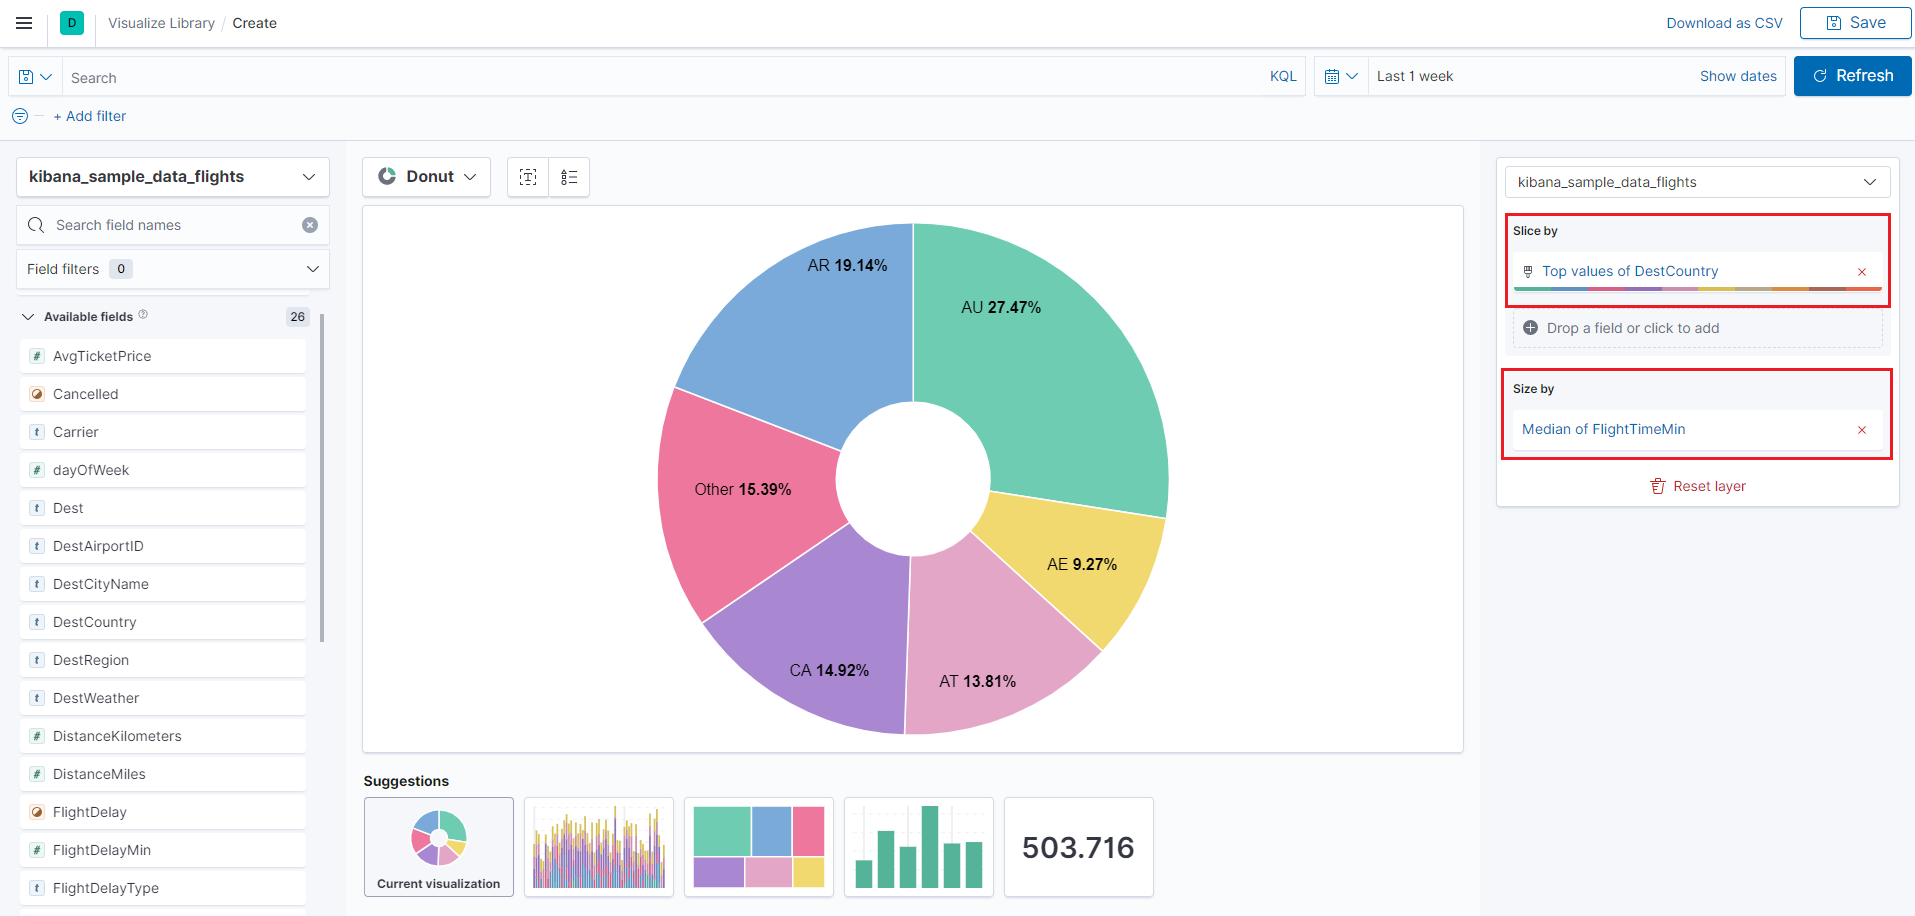 D Visualize Library / Create Download as CSV Save
Search KQL Last 1 week Show dates Refresh
+ Add filter
kibana_sample_data_flights
Search field names
Field filters 0
Available fields 26
# AvgTicketPrice
Cancelled
t Carrier
# dayOfWeek
t Dest
t DestAirportID
t DestCityName
t DestCountry
t DestRegion
t DestWeather
# DistanceKilometers
# DistanceMiles
FlightDelay
# FlightDelayMin
t FlightDelayType
Donut
AR 19.14%
AU 27.47%
Other 15.39%
AE 9.27%
CA 14.92%
AT 13.81%
Suggestions
Current visualization
503.716
kibana_sample_data_flights
Slice by
Top values of DestCountry
Drop a field or click to add
Size by
Median of FlightTimeMin
Reset layer